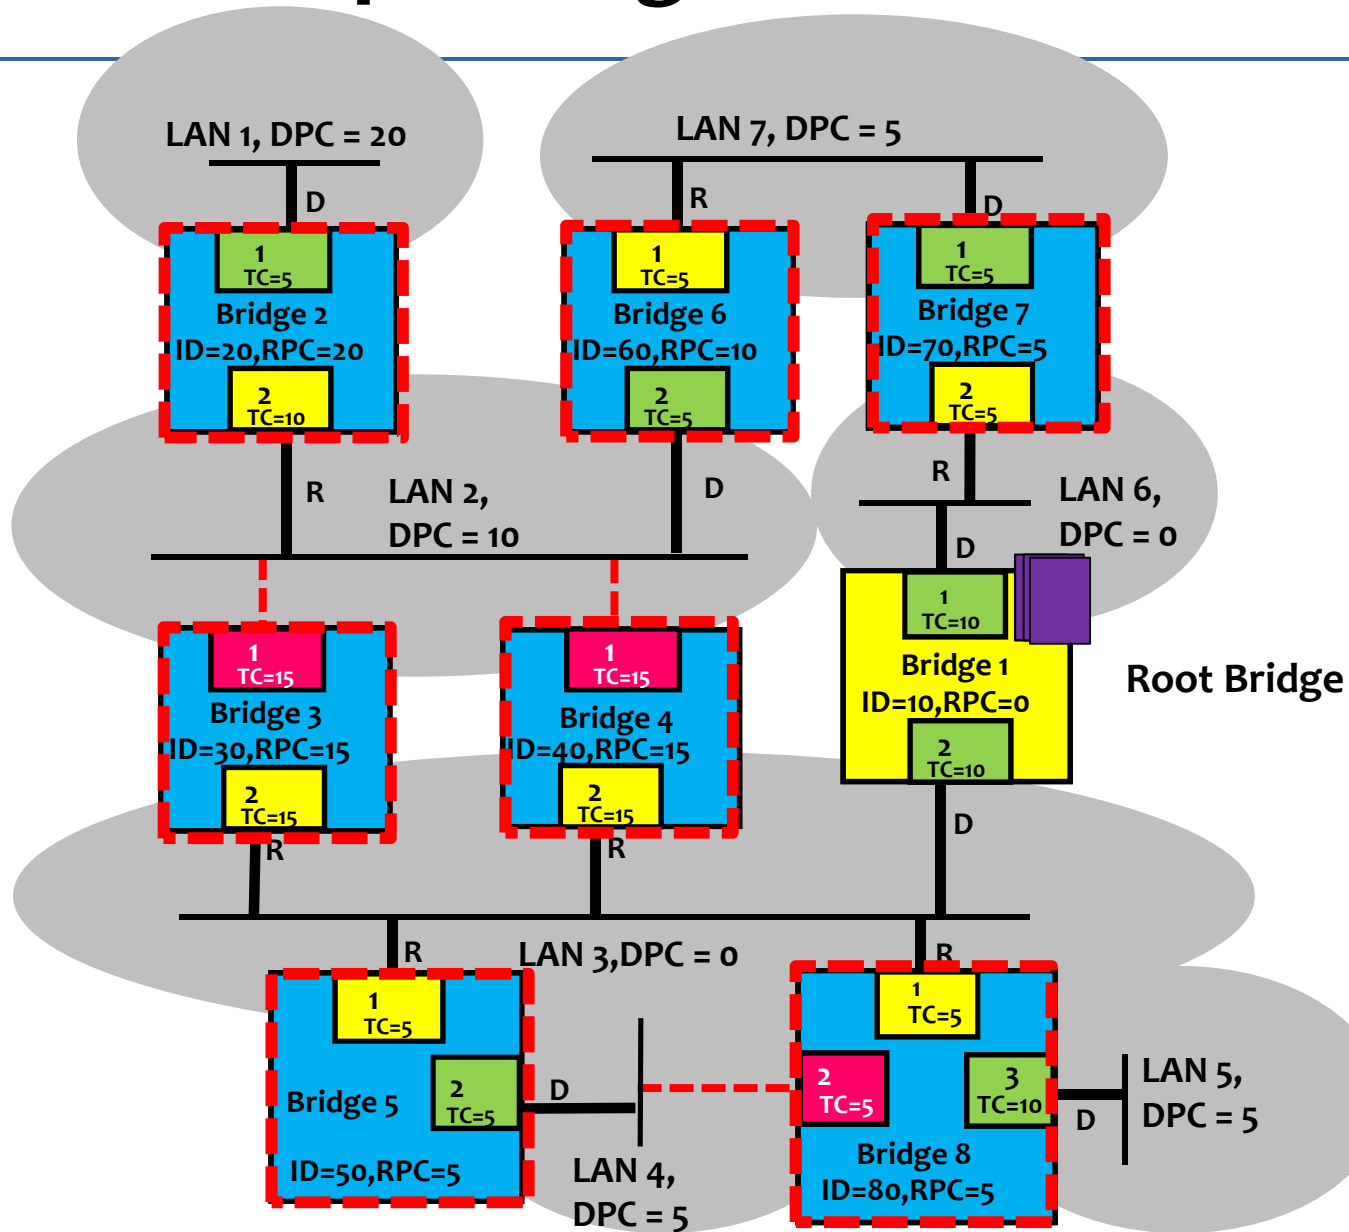 LAN 1, DPC = 20
LAN 7, DPC = 5
D
R
D
1
TC=5
Bridge 2
ID=20,RPC=20
2
TC=10
1
TC=5
Bridge 6
ID=60,RPC=10
2
TC=5
1
TC=5
Bridge 7
ID=70,RPC=5
2
TC=5
R
LAN 2,
DPC = 10
D
R
LAN 6,
DPC = 0
D
1
TC=15
Bridge 3
ID=30,RPC=15
2
TC=15
R
1
TC=15
Bridge 4
ID=40,RPC=15
2
TC=15
R
1
TC=10
Bridge 1
ID=10,RPC=0
2
TC=10
D
Root Bridge
R
LAN 3,DPC = 0
R
1
TC=5
2
TC=5
Bridge 5
ID=50,RPC=5
D
LAN 4,
DPC = 5
1
TC=5
2
TC=5
3
TC=10
Bridge 8
ID=80,RPC=5
D
LAN 5,
DPC = 5